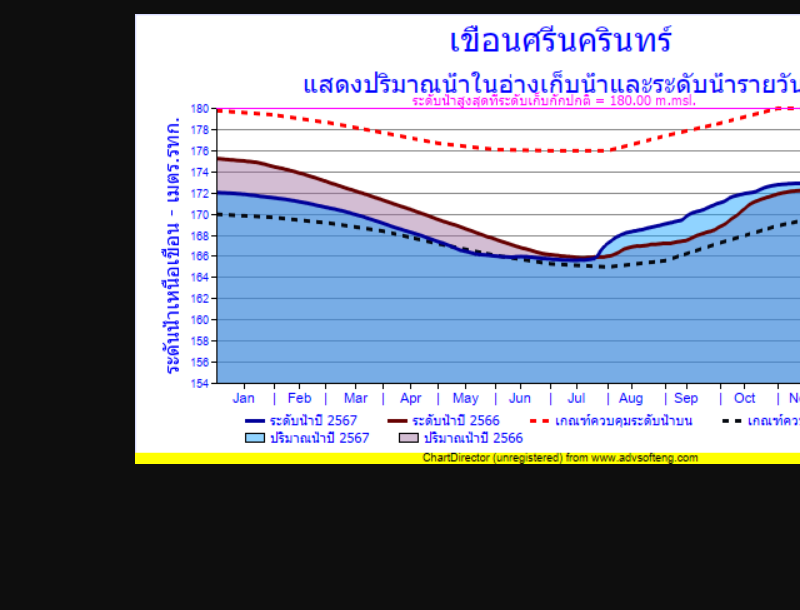 เขื่อนศรีนครินทร์
แสดงปริมาณน้ำในอ่างเก็บน้ำและระดับน้ำรายวัน
ระดับน้ำสูงสุดที่ระดับเก็บกักปกติ = 180.00 m.msl.
ระดับน้ำเหนือเขื่อน - เมตร.รทก.
180
178
176
174
172
170
168
166
164
162
160
158
156
154
Jan | Feb | Mar | Apr | May | Jun | Jul | Aug | Sep | Oct |
ระดับน้ำปี 2567 ระดับน้ำปี 2566 เกณฑ์ควบคุมระดับน้ำบน
ปริมาณน้ำปี 2567 ปริมาณน้ำปี 2566
ChartDirector (unregistered) from www.advsofteng.com